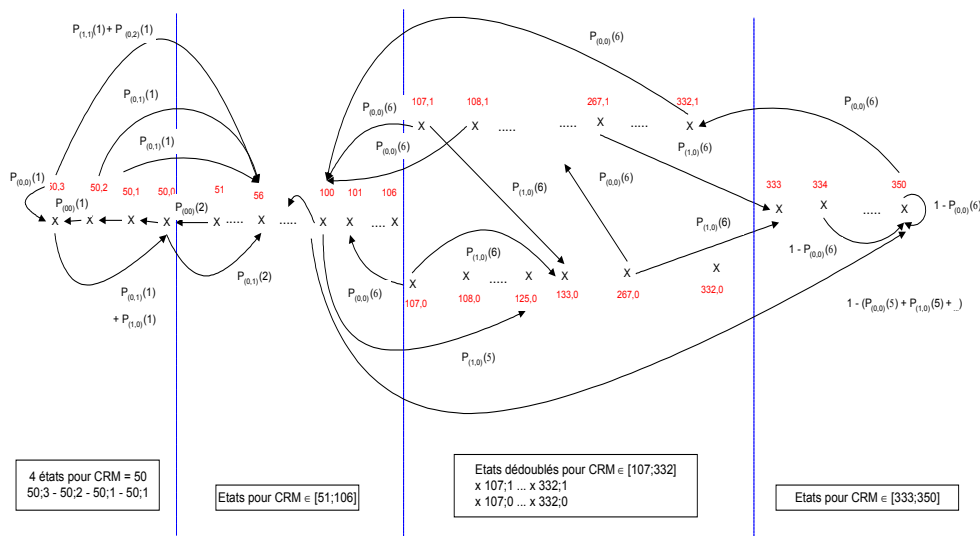 P(1,1)(1) + P(0,2)(1)
P(0,1)(1)
P(0,1)(1)
P(0,0)(1)
50,3
50,2
50,1
50,0
P(00)(1)
P(00)(2)
X X X X
P(0,1)(1)
+ P(1,0)(1)
P(0,1)(2)
51
56
100
101
106
X ..... X ..... X X .... X
P(0,0)(6)
107,1
108,1
267,1
332,1
X X ..... ..... X ..... X
P(0,0)(6)
P(0,0)(6)
P(1,0)(6)
P(0,0)(6)
P(1,0)(6)
P(1,0)(6)
P(1,0)(6)
P(0,0)(6)
X X ..... X X X X
107,0
108,0
125,0
133,0
267,0
332,0
P(1,0)(5)
P(0,0)(6)
333
334
350
X X ..... X
1 - P(0,0)(6)
1 - P(0,0)(6)
1 - (P(0,0)(5) + P(1,0)(5) + ..)
4 états pour CRM = 50
50;3 - 50;2 - 50;1 - 50;1
Etats pour CRM ∈ [51;106]
Etats dédoublés pour CRM ∈ [107;332]
x 107;1 ... x 332;1
x 107;0 ... x 332;0
Etats pour CRM ∈ [333;350]